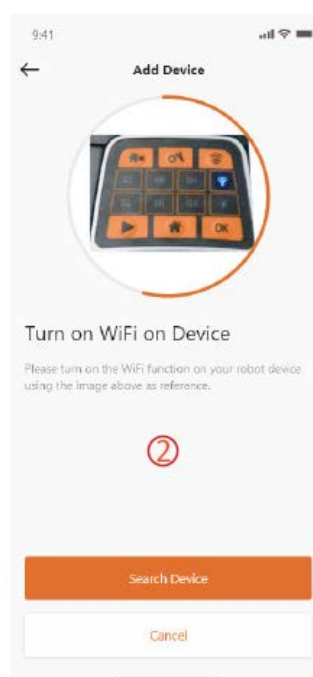 9:41
Add Device
OK
Turn on WiFi on Device
Please turn on the WiFi function on your robot device
using the image above as reference.
②
Search Device
Cancel